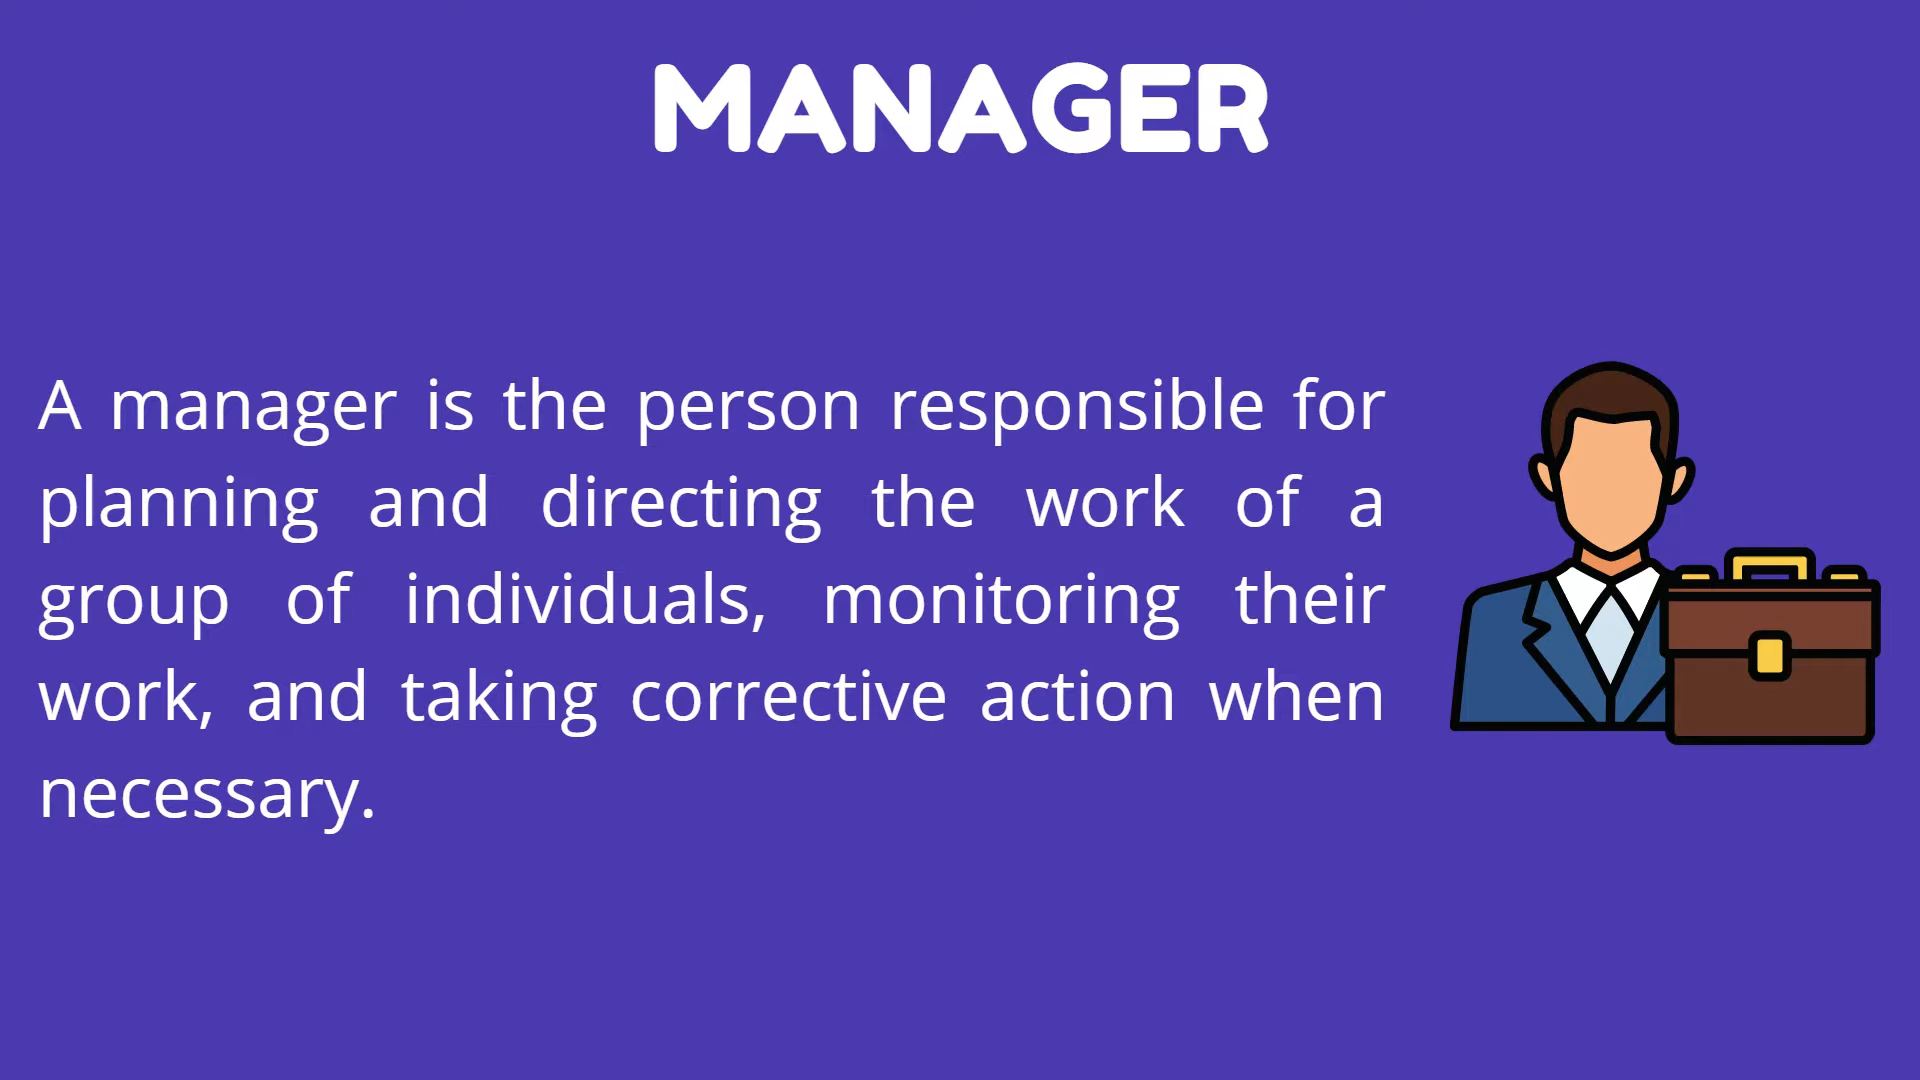 MANAGER
A manager is the person responsible for
planning and directing the work of a
group of individuals, monitoring their
work, and taking corrective action when
necessary.